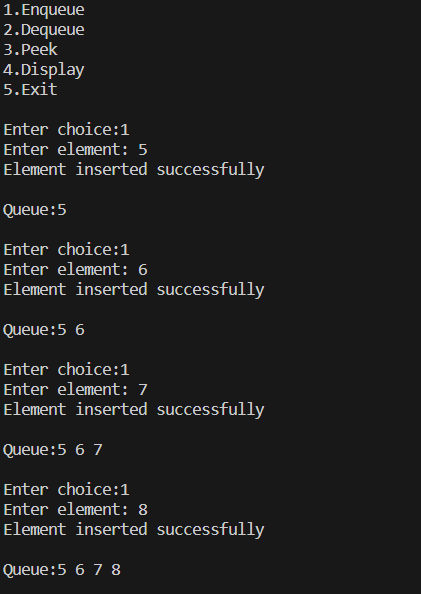 1.Enqueue
2.Dequeue
3.Peek
4.Display
5.Exit
Enter choice:1
Enter element: 5
Element inserted successfully
Queue:5
Enter choice:1
Enter element: 6
Element inserted successfully
Queue:5 6
Enter choice:1
Enter element: 7
Element inserted successfully
Queue:5 6 7
Enter choice:1
Enter element: 8
Element inserted successfully
Queue:5 6 7 8